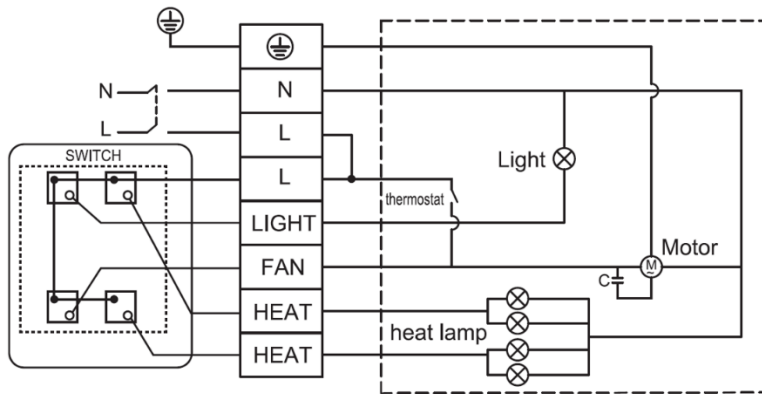 N
L
SWITCH
N
L
L
LIGHT
FAN
HEAT
HEAT
thermostat
Light
Motor
M
~
C
heat lamp